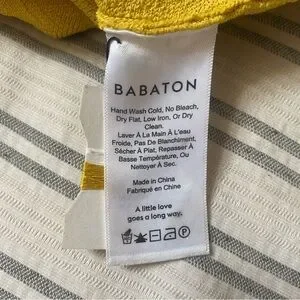 BABATON
Hand Wash Cold, No Bleach,
Dry Flat, Low Iron, Or Dry
Clean.
Laver À La Main À L'eau
Froide, Pas De Blanchiment,
Sécher À Plat, Repasser À
Basse Température, Ou
Nettoyer À Sec.
Made in China
Fabriqué en Chine
A little love
goes a long way.